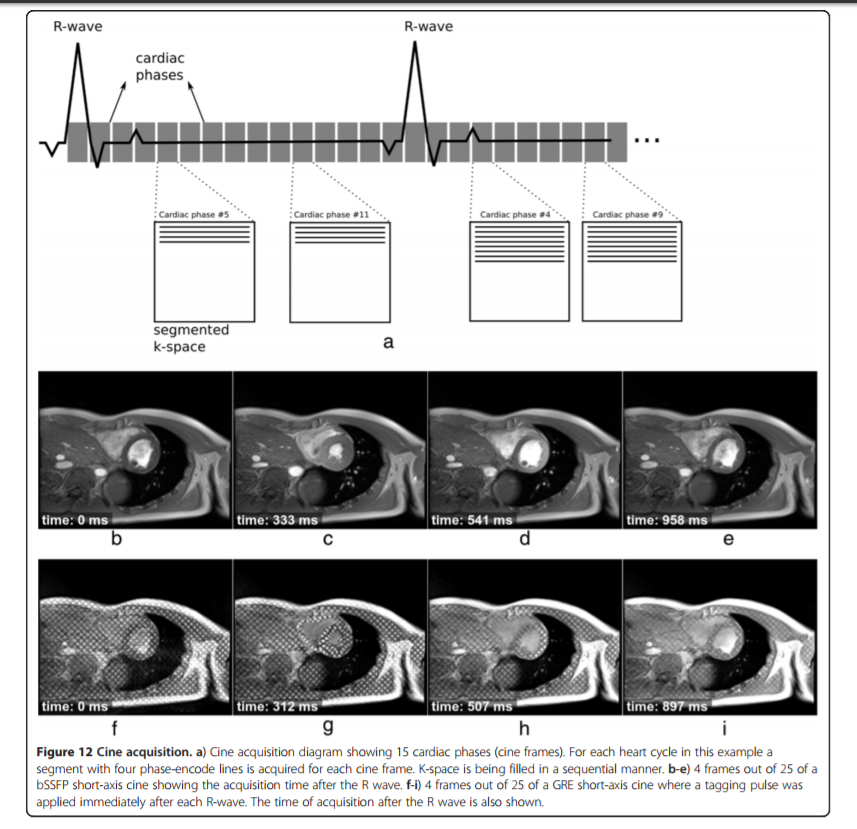 R-wave
R-wave
cardiac
phases
Cardiac phase #5
Cardiac phase #11
Cardiac phase #4
Cardiac phase #9
segmented
k-space
a
time: 0 ms
time: 333 ms
time: 541 ms
time: 958 ms
b
c
d
e
time: 0 ms
time: 312 ms
time: 507 ms
time: 897 ms
f
g
h
i
Figure 12 Cine acquisition. a) Cine acquisition diagram showing 15 cardiac phases (cine frames). For each heart cycle in this example a
segment with four phase-encode lines is acquired for each cine frame. K-space is being filled in a sequential manner. b-e) 4 frames out of 25 of a
bSSFP short-axis cine showing the acquisition time after the R wave. f-i) 4 frames out of 25 of a GRE short-axis cine where a tagging pulse was
applied immediately after each R-wave. The time of acquisition after the R wave is also shown.